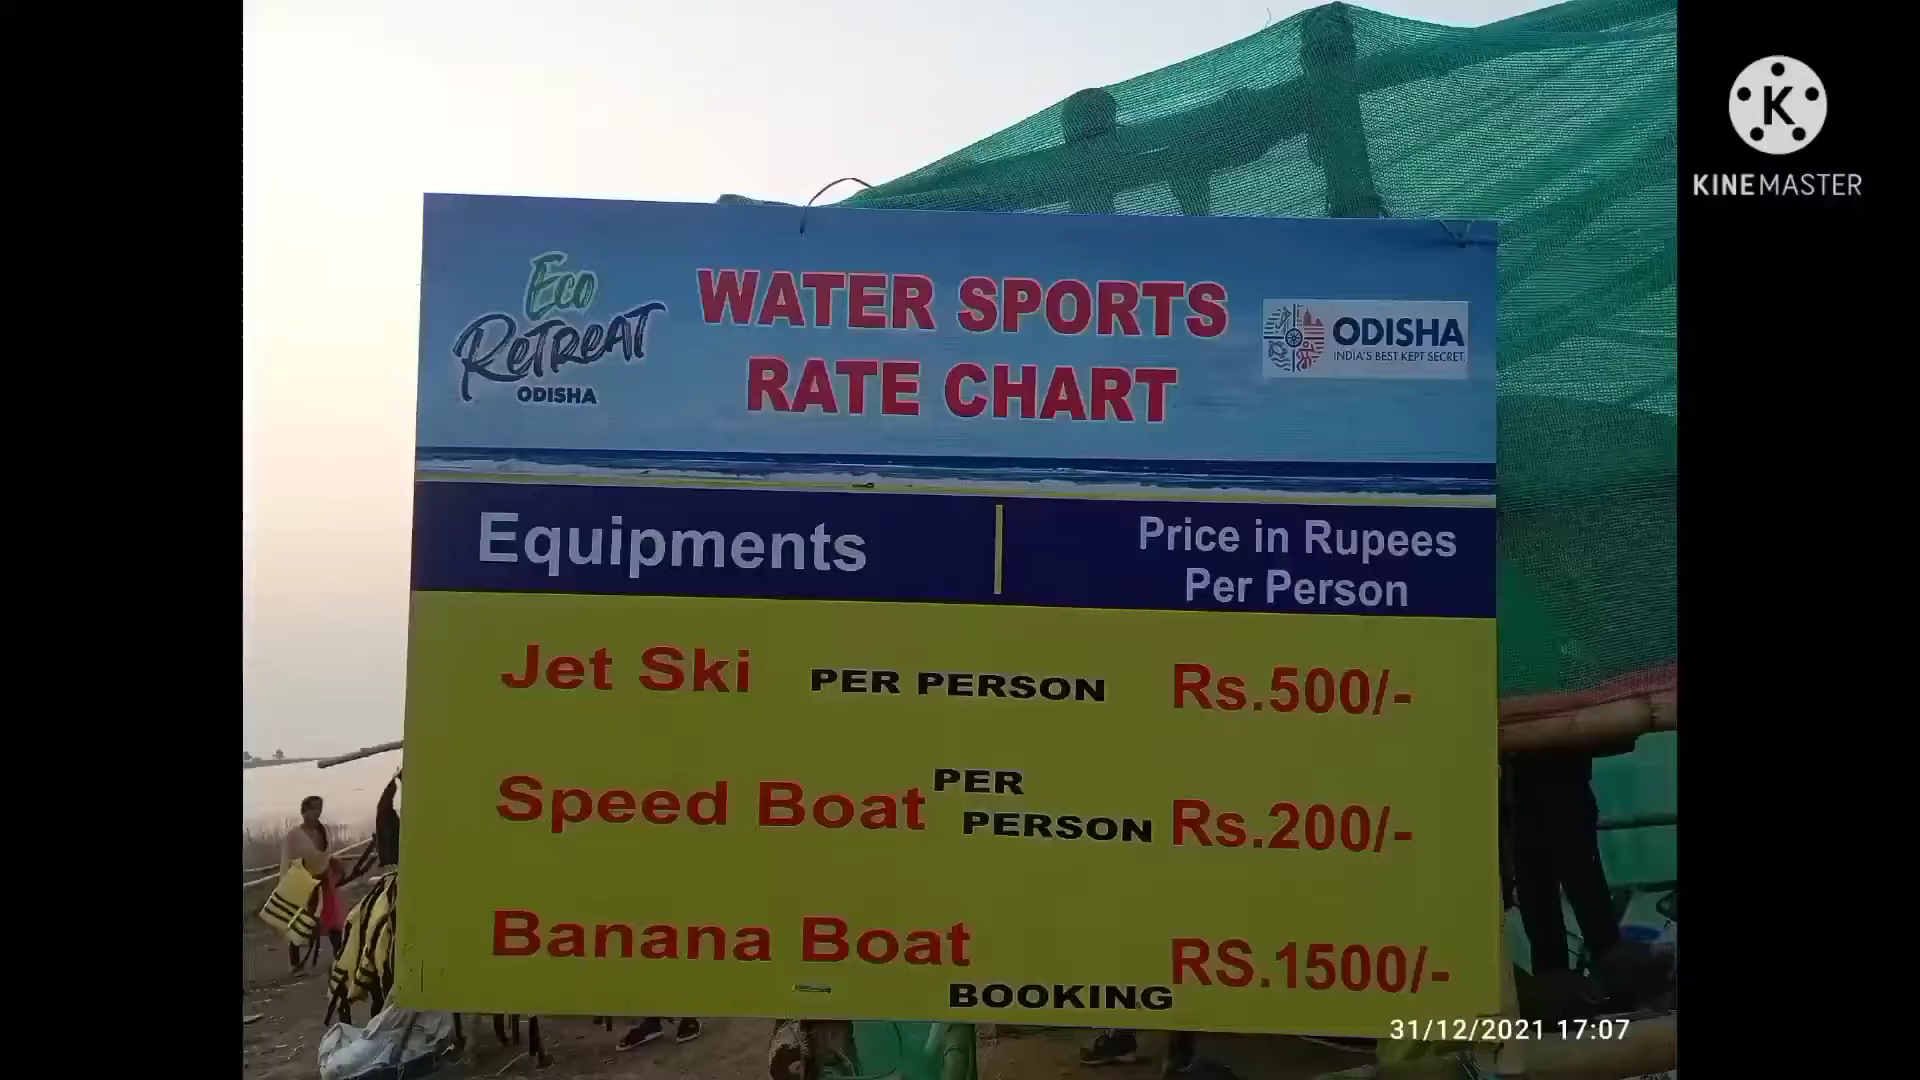 K
KINEMASTER
Eco
Retreat
ODISHA
WATER SPORTS
RATE CHART
ODISHA
INDIA'S BEST KEPT SECRET
Equipments
Price in Rupees
Per Person
Jet Ski PER PERSON Rs.500/-
Speed Boat PER PERSON Rs.200/-
Banana Boat BOOKING RS.1500/-
31/12/2021 17:07